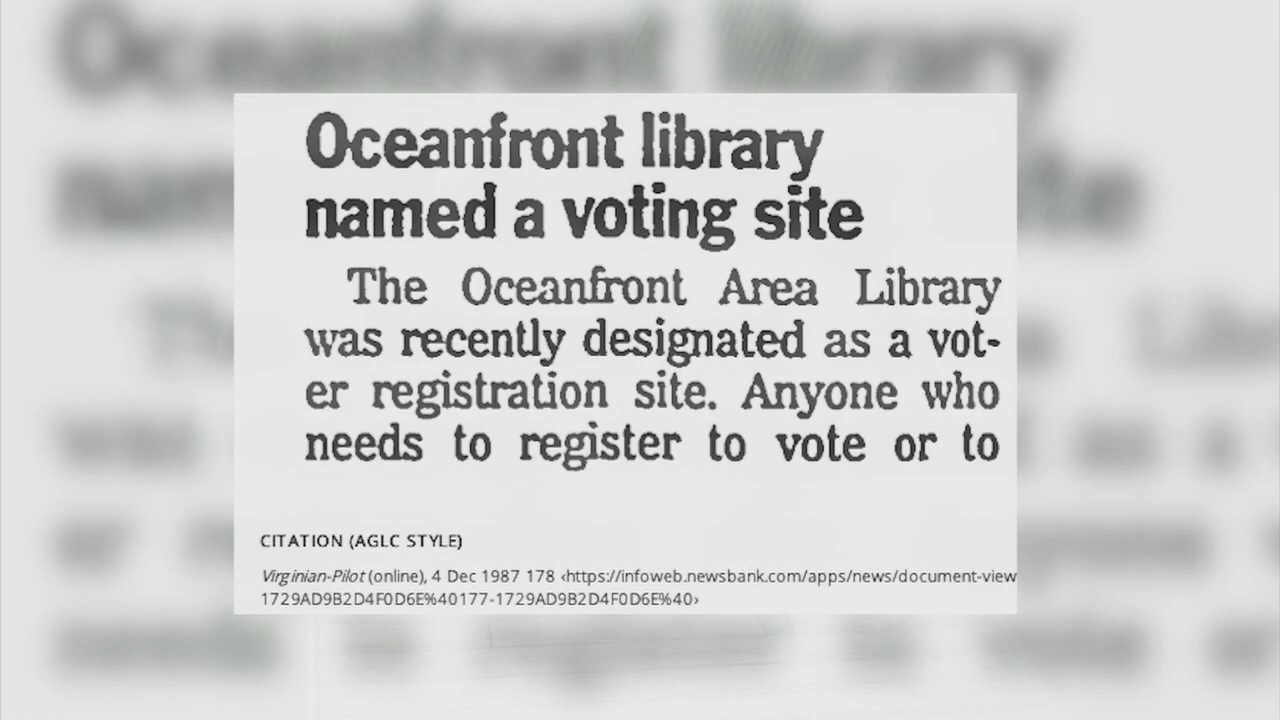 Oceanfront library
named a voting site
The Oceanfront Area Library
was recently designated as a vot-
er registration site. Anyone who
needs to register to vote or to
CITATION (AGLC STYLE)
Virginian-Pilot (online), 4 Dec 1987 178 ‹https://infoweb.newsbank.com/apps/news/document-view
1729AD9B2D4F0D6E%40177-1729AD9B2D4F0D6E%40›